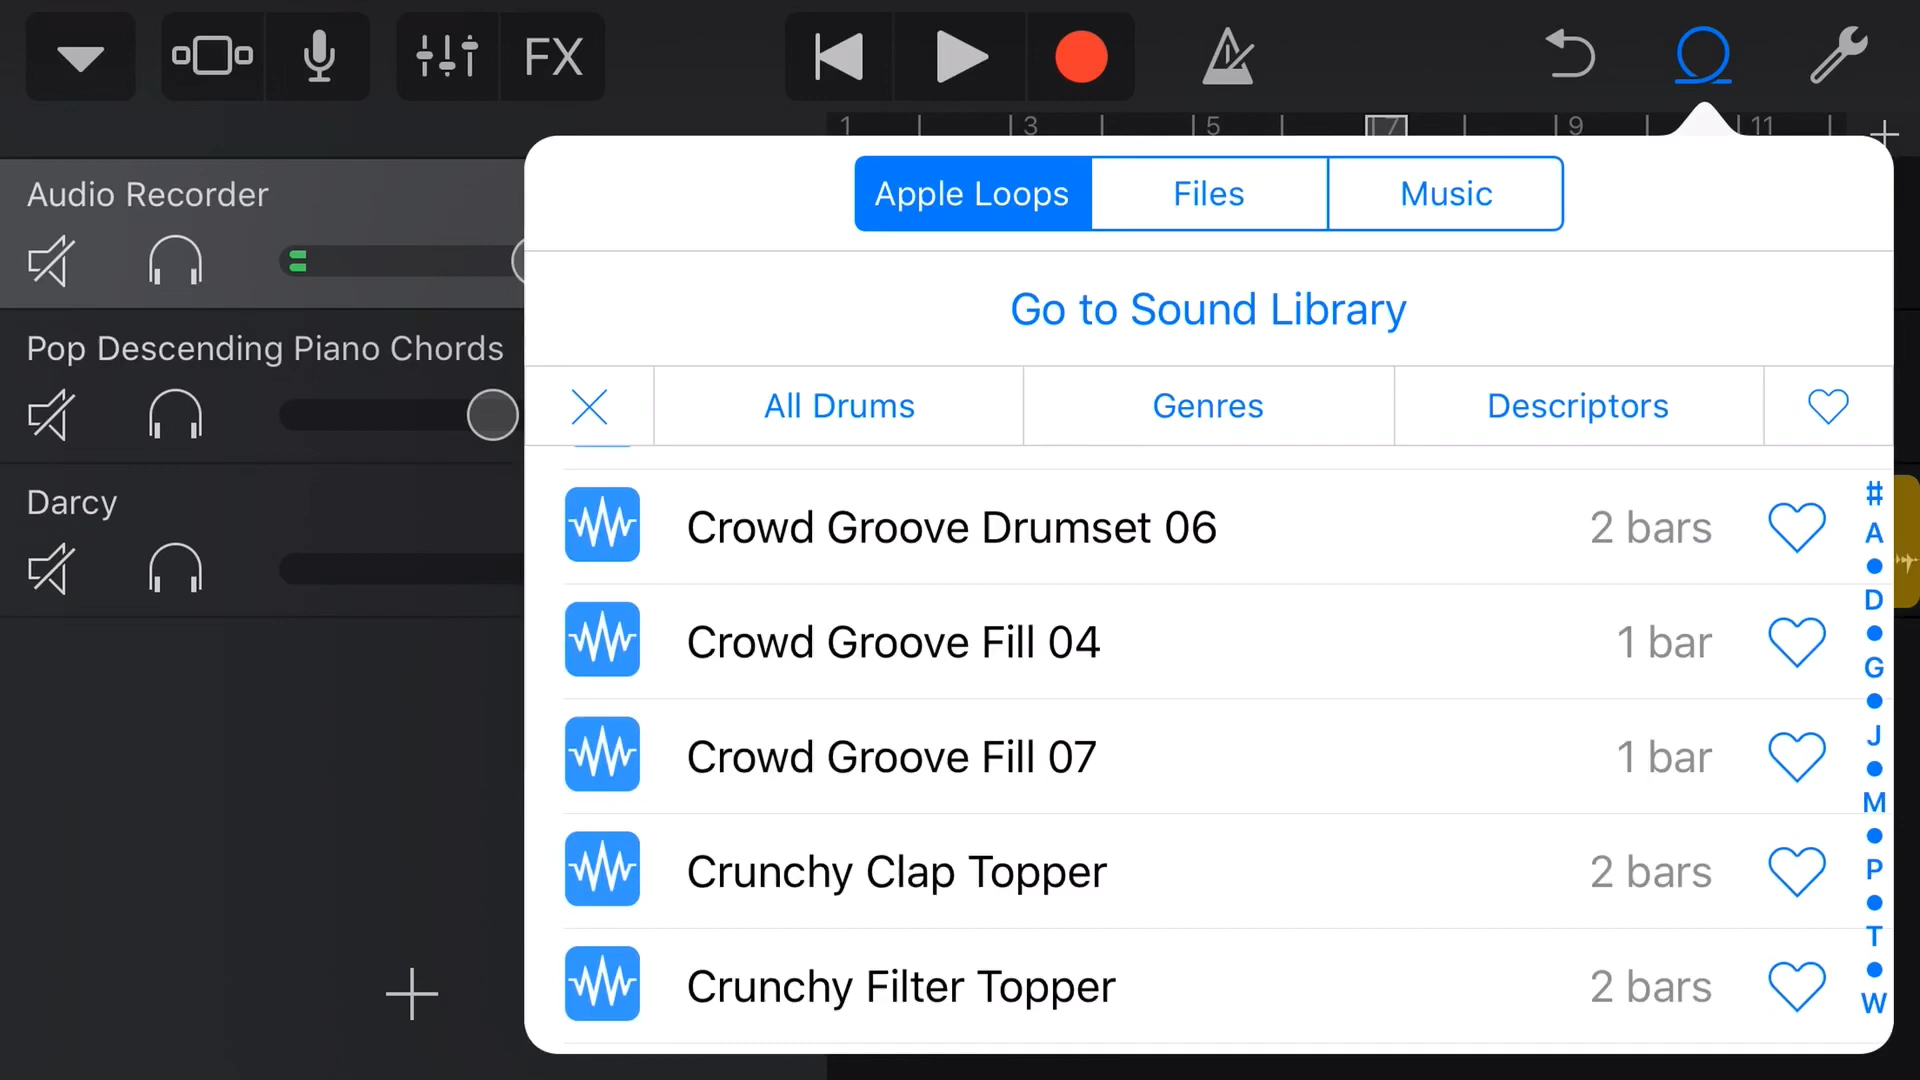 FX
1 3 5 7 9 11
Audio Recorder
Pop Descending Piano Chords
Darcy
Apple Loops Files Music
Go to Sound Library
All Drums Genres Descriptors
Crowd Groove Drumset 06 2 bars
Crowd Groove Fill 04 1 bar
Crowd Groove Fill 07 1 bar
Crunchy Clap Topper 2 bars
Crunchy Filter Topper 2 bars
#
A
D
G
J
M
P
T
W